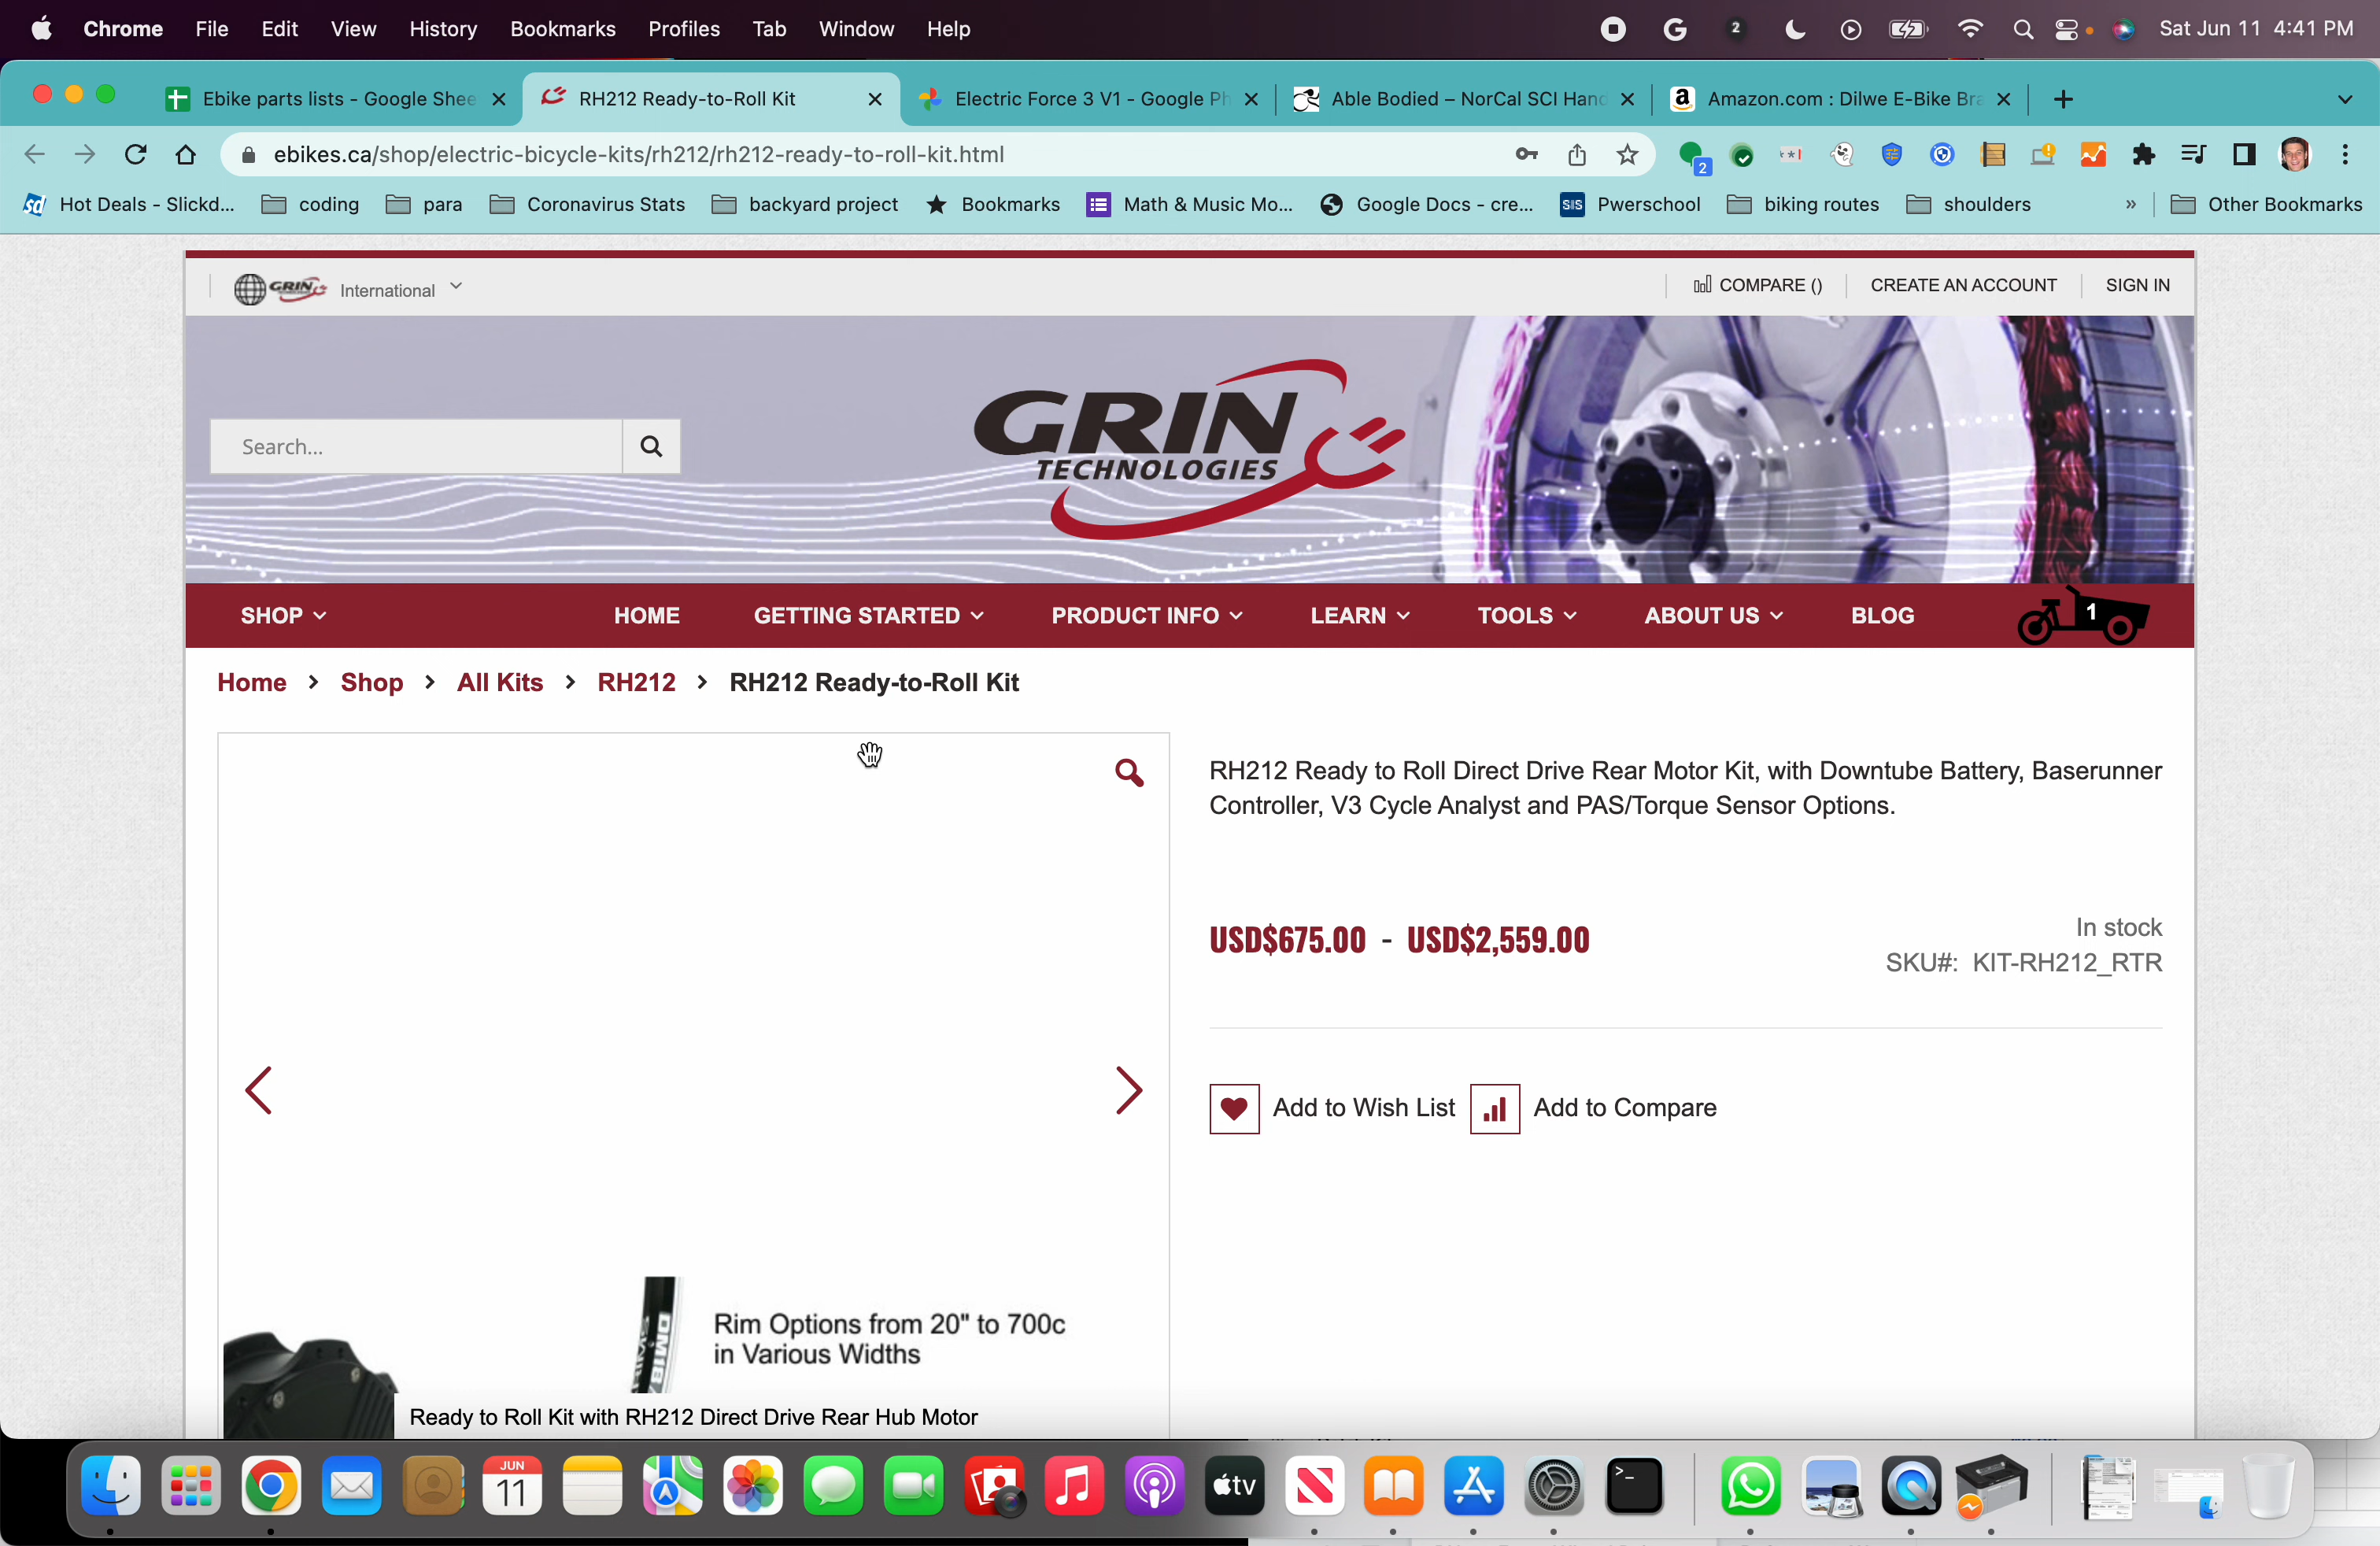 Chrome File Edit View History Bookmarks Profiles Tab Window Help 2 Sat Jun 11 4:41 PM
Ebike parts lists - Google Shee RH212 Ready-to-Roll Kit Electric Force 3 V1 - Google Ph Able Bodied – NorCal SCI Hand Amazon.com : Dilwe E-Bike Bra
ebikes.ca/shop/electric-bicycle-kits/rh212/rh212-ready-to-roll-kit.html 2
Hot Deals - Slickd... coding para Coronavirus Stats backyard project Bookmarks Math & Music Mo... Google Docs - cre... SIS Pwerschool biking routes shoulders » Other Bookmarks
GRIN International COMPARE () CREATE AN ACCOUNT SIGN IN
GRIN
TECHNOLOGIES
Search...
SHOP HOME GETTING STARTED PRODUCT INFO LEARN TOOLS ABOUT US BLOG 1
Home > Shop > All Kits > RH212 > RH212 Ready-to-Roll Kit
RH212 Ready to Roll Direct Drive Rear Motor Kit, with Downtube Battery, Baserunner
Controller, V3 Cycle Analyst and PAS/Torque Sensor Options.
USD$675.00 - USD$2,559.00
In stock
SKU#: KIT-RH212_RTR
Add to Wish List Add to Compare
Rim Options from 20" to 700c
in Various Widths
Ready to Roll Kit with RH212 Direct Drive Rear Hub Motor
JUN
11
tv